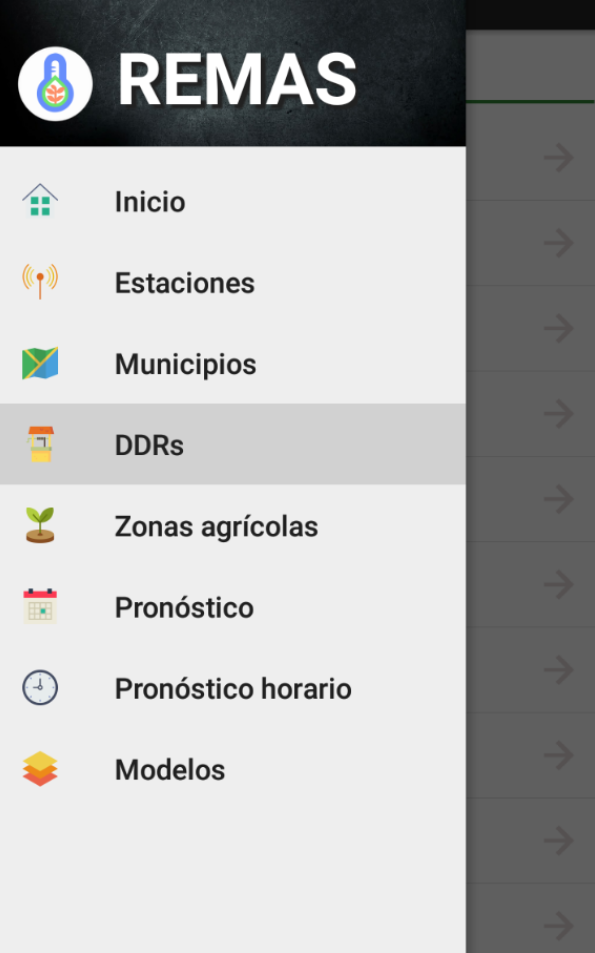 REMAS
Inicio
Estaciones
Municipios
DDRs
Zonas agrícolas
Pronóstico
Pronóstico horario
Modelos